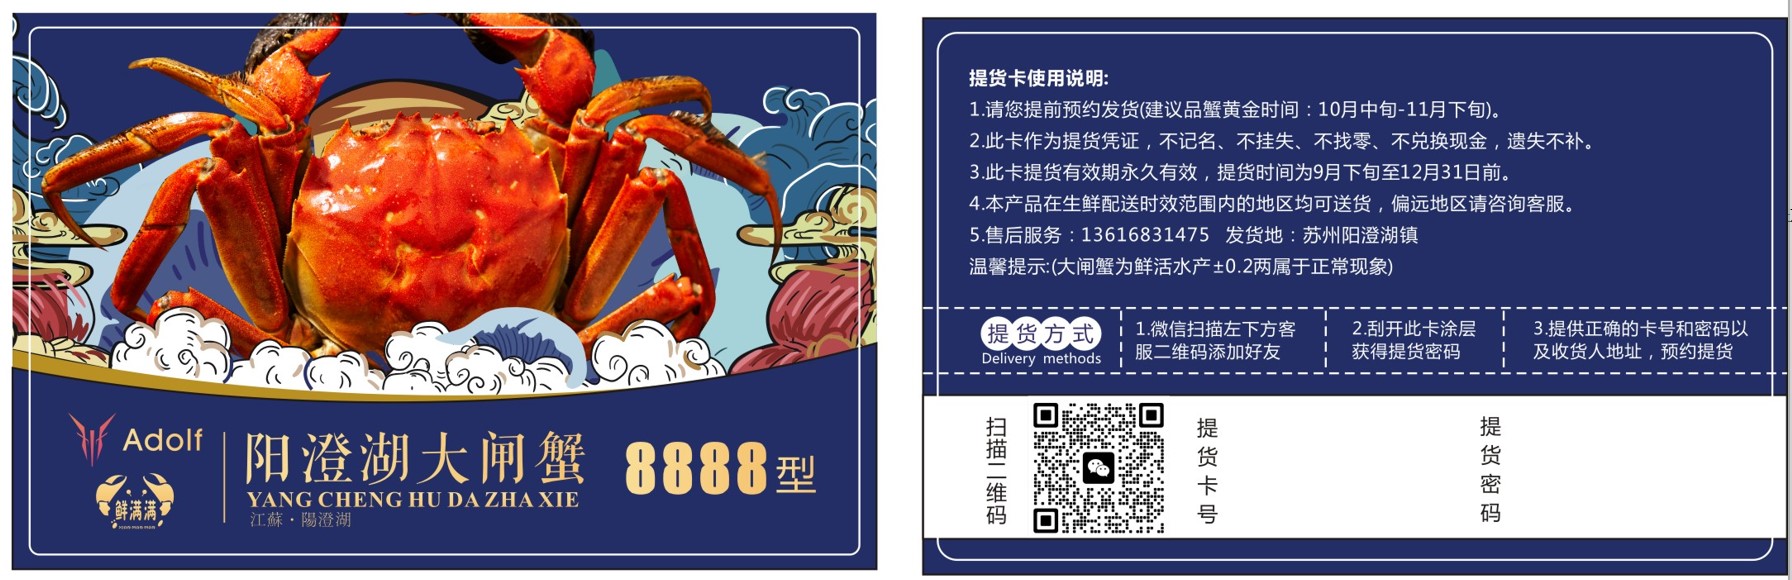 Adolf
鲜满满
阳澄湖大闸蟹
YANG CHENG HU DA ZHA XIE
江蘇·陽澄湖
8888型
提货卡使用说明:
1.请您提前预约发货(建议品蟹黄金时间：10月中旬-11月下旬)。
2.此卡作为提货凭证，不记名、不挂失、不找零、不兑换现金，遗失不补。
3.此卡提货有效期永久有效，提货时间为9月下旬至12月31日前。
4.本产品在生鲜配送时效范围内的地区均可送货，偏远地区请咨询客服。
5.售后服务：13616831475 发货地：苏州阳澄湖镇
温馨提示:(大闸蟹为鲜活水产±0.2两属于正常现象)
提货方式
Delivery methods
1.微信扫描左下方客
服二维码添加好友
2.刮开此卡涂层
获得提货密码
3.提供正确的卡号和密码以
及收货人地址，预约提货
扫描二维码
提货卡号
提货密码